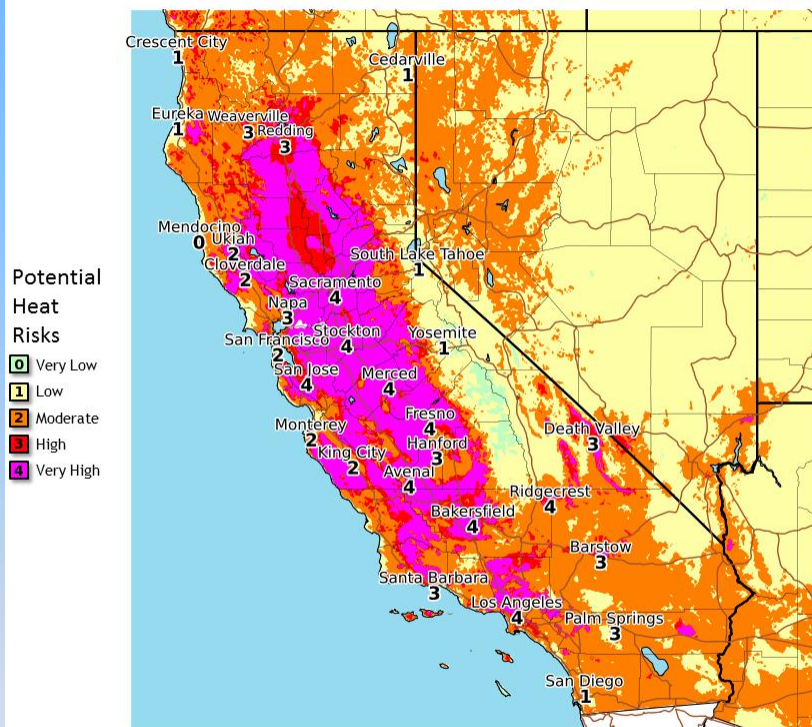 Crescent City
1
Cedarville
1
Eureka
1
Weaverville
3
Redding
3
Mendocino
0
Ukiah
2
Cloverdale
2
South Lake Tahoe
1
Sacramento
4
Napa
3
San Francisco
2
Stockton
4
Yosemite
1
San Jose
4
Merced
4
Monterey
2
Fresno
4
Hanford
3
Death Valley
3
King City
2
Avenal
4
Ridgecrest
4
Bakersfield
4
Barstow
3
Santa Barbara
3
Los Angeles
4
Palm Springs
3
San Diego
1
Potential
Heat
Risks
0 Very Low
1 Low
2 Moderate
3 High
4 Very High